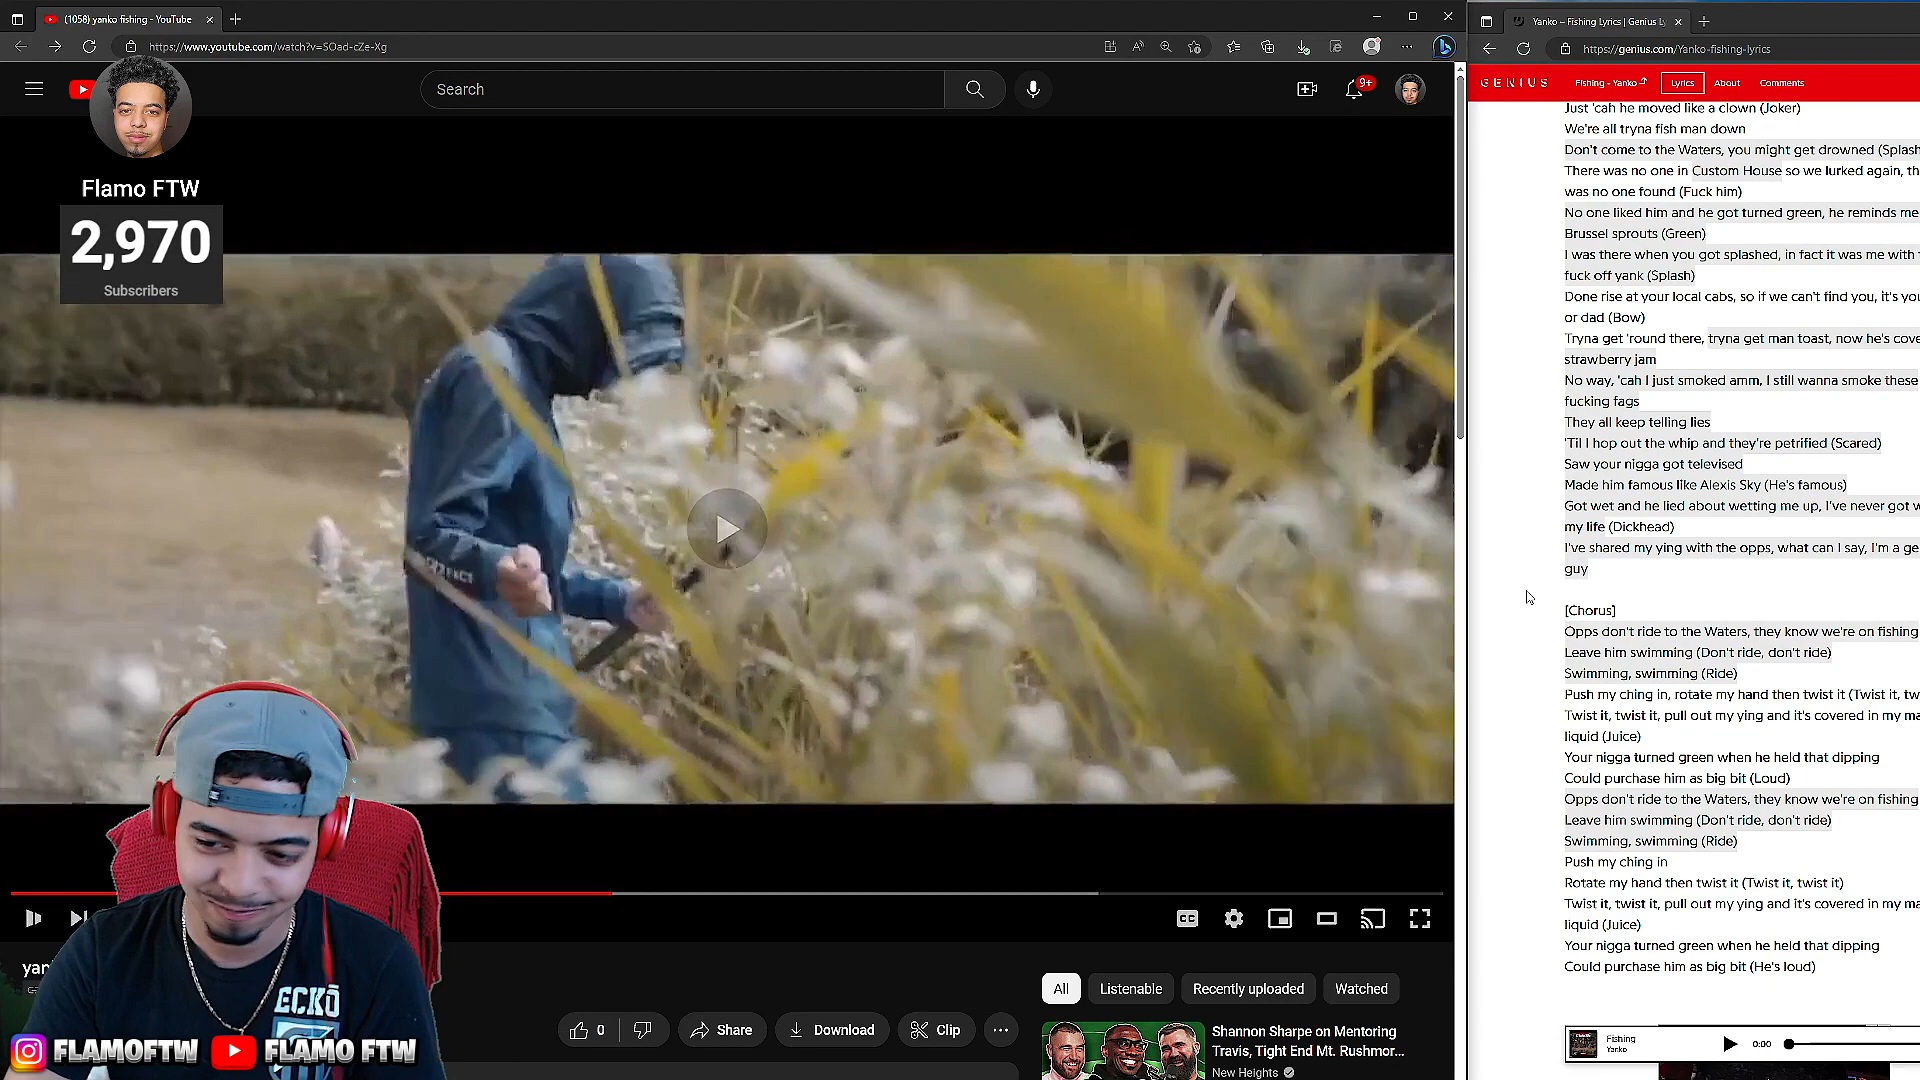 (1058) yanko fishing - YouTube
https://www.youtube.com/watch?v=SOad-cZe-Xg
Search
9+
Flamo FTW
2,970
Subscribers
yan
0
Share
Download
Clip
All
Listenable
Recently uploaded
Watched
Shannon Sharpe on Mentoring
Travis, Tight End Mt. Rushmor...
New Heights
ECKŌ
FLAMOFTW
FLAMO FTW
Yanko – Fishing Lyrics | Genius Ly
https://genius.com/Yanko-fishing-lyrics
GENIUS
Fishing - Yanko
Lyrics
About
Comments
Just 'cah he moved like a clown (Joker)
We're all tryna fish man down
Don't come to the Waters, you might get drowned (Splash
There was no one in Custom House so we lurked again, th
was no one found (Fuck him)
No one liked him and he got turned green, he reminds me
Brussel sprouts (Green)
I was there when you got splashed, in fact it was me with
fuck off yank (Splash)
Done rise at your local cabs, so if we can't find you, it's yo
or dad (Bow)
Tryna get 'round there, tryna get man toast, now he's cove
strawberry jam
No way, 'cah I just smoked amm, I still wanna smoke these
fucking fags
They all keep telling lies
'Til I hop out the whip and they're petrified (Scared)
Saw your nigga got televised
Made him famous like Alexis Sky (He's famous)
Got wet and he lied about wetting me up, I've never got w
my life (Dickhead)
I've shared my ying with the opps, what can I say, I'm a ge
guy
[Chorus]
Opps don't ride to the Waters, they know we're on fishing
Leave him swimming (Don't ride, don't ride)
Swimming, swimming (Ride)
Push my ching in, rotate my hand then twist it (Twist it, tw
Twist it, twist it, pull out my ying and it's covered in my ma
liquid (Juice)
Your nigga turned green when he held that dipping
Could purchase him as big bit (Loud)
Opps don't ride to the Waters, they know we're on fishing
Leave him swimming (Don't ride, don't ride)
Swimming, swimming (Ride)
Push my ching in
Rotate my hand then twist it (Twist it, twist it)
Twist it, twist it, pull out my ying and it's covered in my ma
liquid (Juice)
Your nigga turned green when he held that dipping
Could purchase him as big bit (He's loud)
Fishing
Yanko
0:00